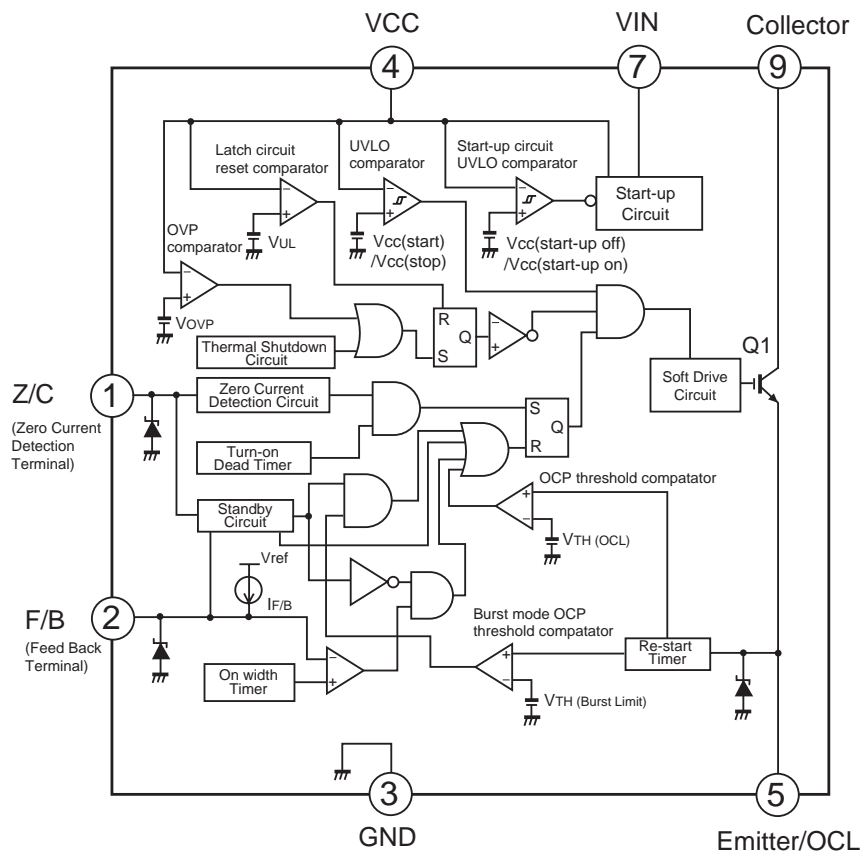 VCC
VIN
Collector
4
7
9
Latch circuit
reset comparator
UVLO
comparator
Start-up circuit
UVLO comparator
−
+
−
+
−
+
Start-up
Circuit
VUL
Vcc(start)
/Vcc(stop)
Vcc(start-up off)
/Vcc(start-up on)
OVP
comparator
−
+
VOVP
R
S
Q
−
+
Thermal Shutdown
Circuit
Q1
Soft Drive
Circuit
Z/C
1
(Zero Current
Detection
Terminal)
Zero Current
Detection Circuit
S
R
Q
Turn-on
Dead Timer
OCP threshold compatator
+
−
VTH (OCL)
Standby
Circuit
Vref
IF/B
F/B
2
(Feed Back
Terminal)
Burst mode OCP
threshold compatator
Re-start
Timer
On width
Timer
−
+
+
−
VTH (Burst Limit)
3
GND
5
Emitter/OCL